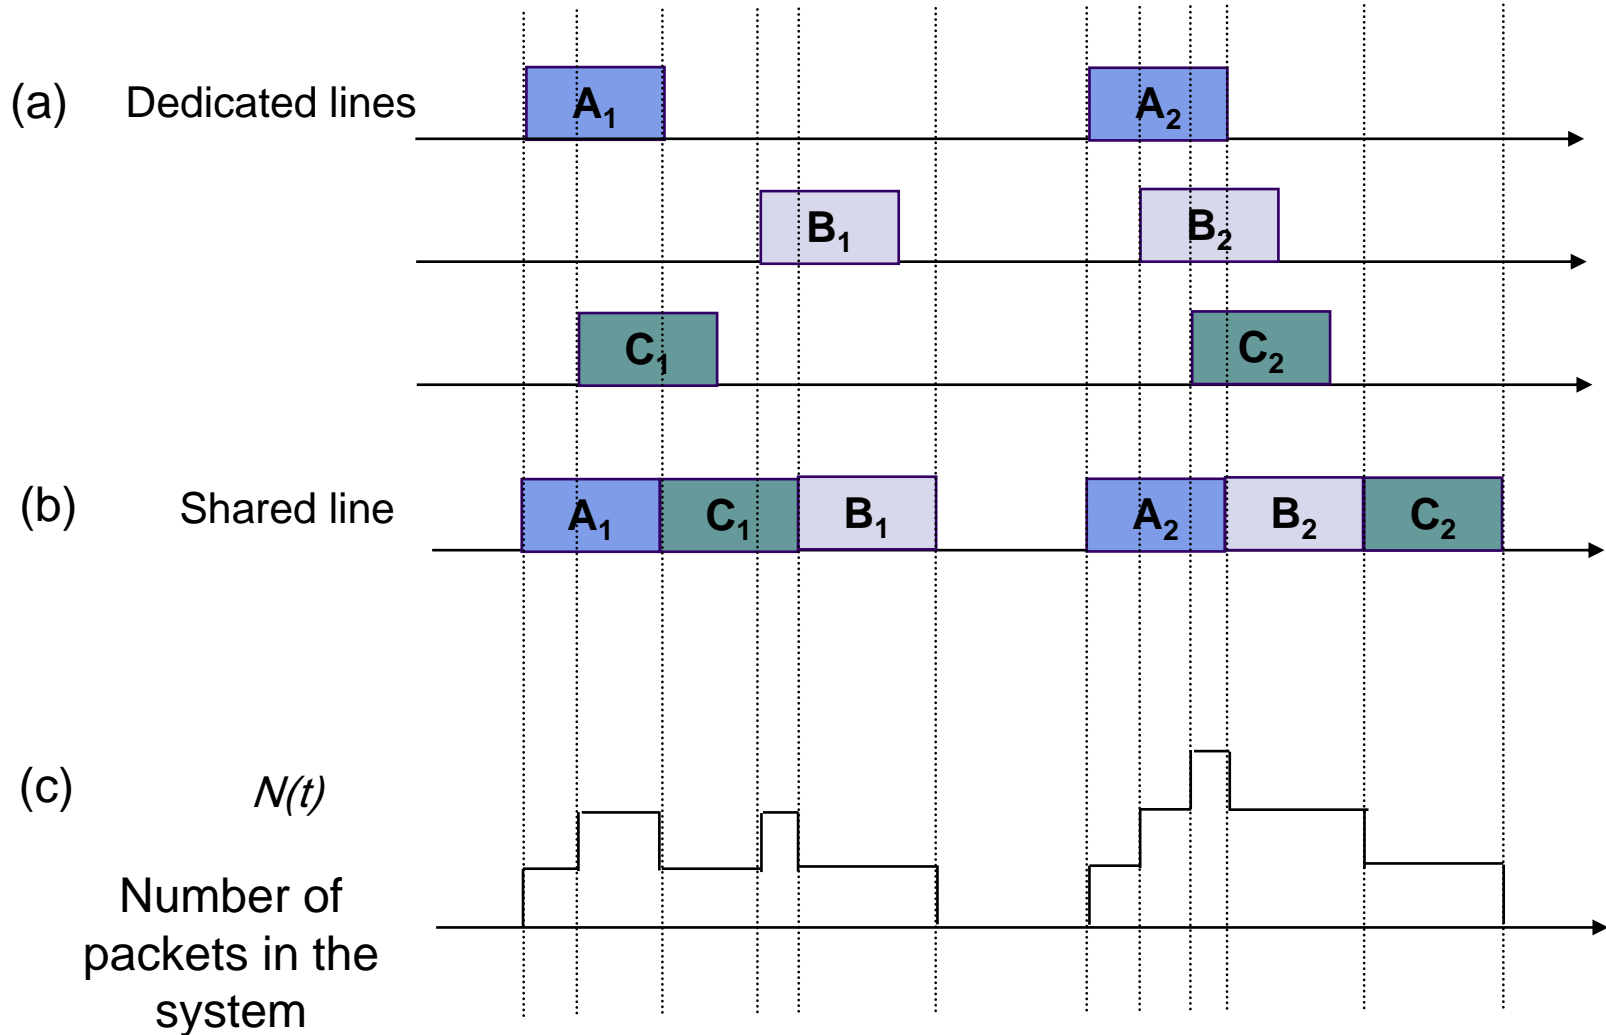 (a) Dedicated lines
A₁
A₂
B₁
B₂
C₁
C₂
(b) Shared line
A₁ C₁ B₁ A₂ B₂ C₂
(c) N(t)
Number of
packets in the
system